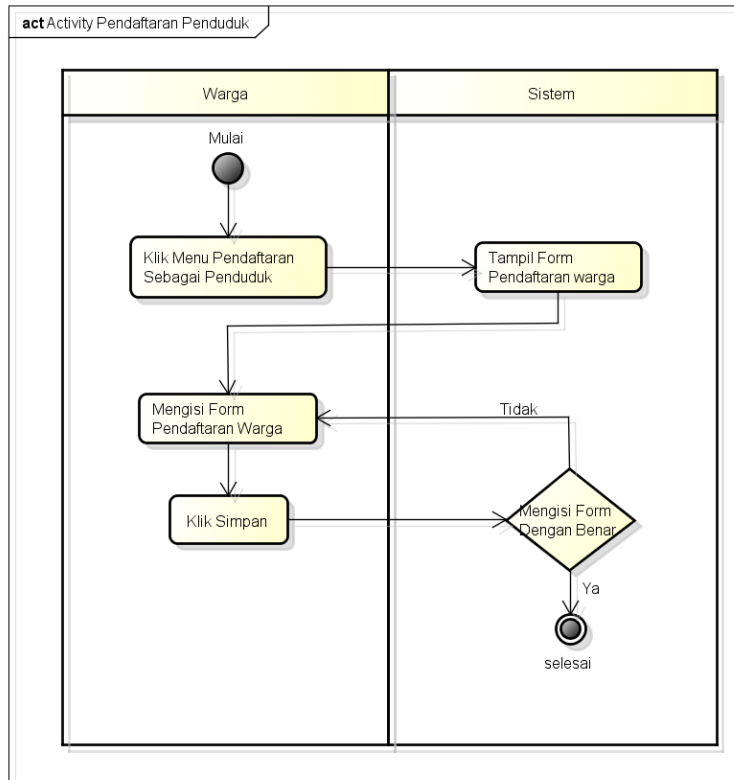 act Activity Pendaftaran Penduduk
Warga
Sistem
Mulai
Klik Menu Pendaftaran
Sebagai Penduduk
Tampil Form
Pendaftaran warga
Mengisi Form
Pendaftaran Warga
Tidak
Klik Simpan
Mengisi Form
Dengan Benar
Ya
selesai